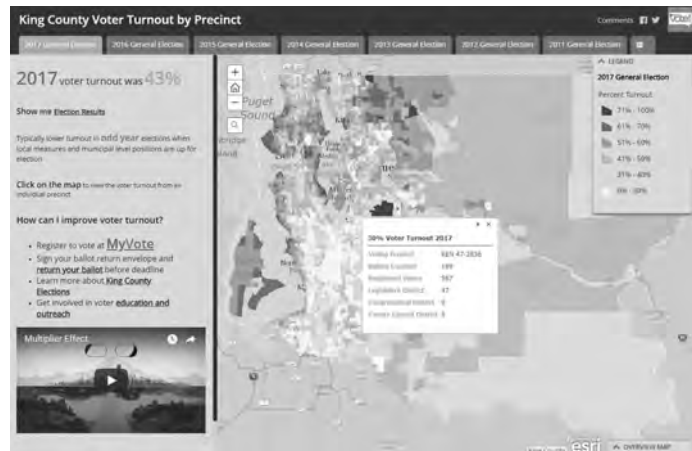 King County Voter Turnout by Precinct
Comments
2017 General Election
2016 General Election
2015 General Election
2014 General Election
2013 General Election
2012 General Election
2011 General Election
2017 voter turnout was 43%
Show me Election Results
Typically lower turnout in odd year elections when
local measures and municipal level positions are up for
election
Click on the map to view the voter turnout from an
individual precinct
How can I improve voter turnout?
Register to vote at MyVote
Sign your ballot return envelope and
return your ballot before deadline
Learn more about King County
Elections
Get involved in voter education and
outreach
Multiplier Effect
Puget
Sound
LEGEND
2017 General Election
Percent Turnout
71% - 100%
61% - 70%
51% - 60%
41% - 50%
31% - 40%
0% - 30%
30% Voter Turnout 2017
Voting Precinct
Ballots Counted
Registered Voters
Legislative District 47
Congressional District
County Council District
esri
OVERVIEW MAP